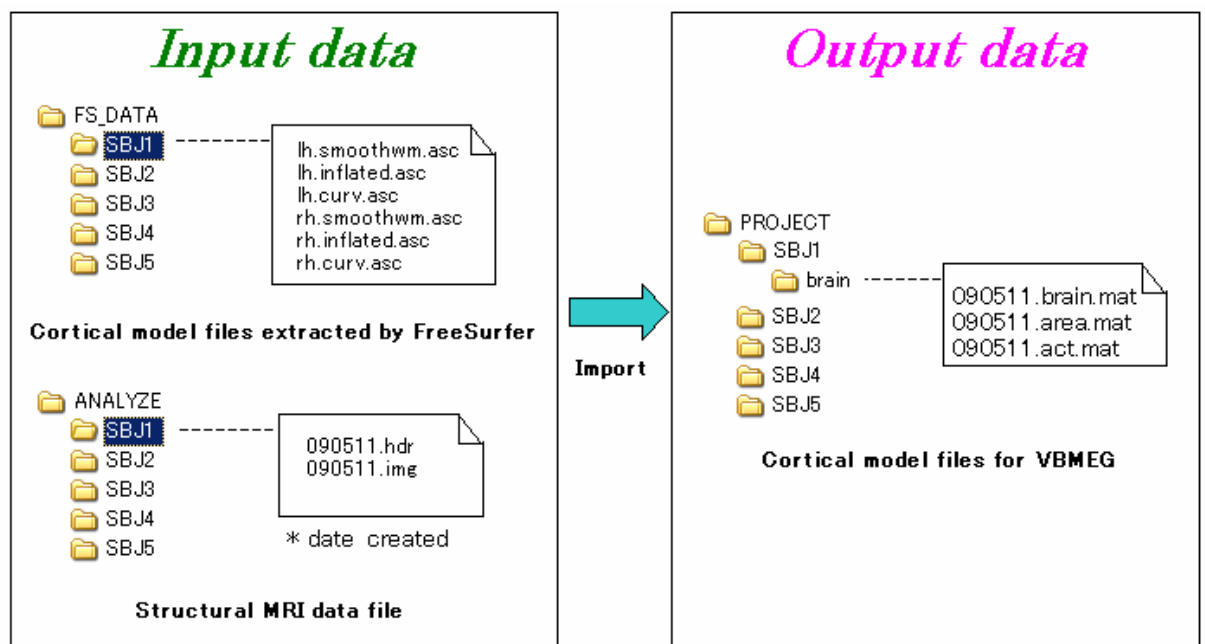 Input data
FS_DATA
SBJ1
SBJ2
SBJ3
SBJ4
SBJ5
lh.smoothwm.asc
lh.inflated.asc
lh.curv.asc
rh.smoothwm.asc
rh.inflated.asc
rh.curv.asc
Cortical model files extracted by FreeSurfer
ANALYZE
SBJ1
SBJ2
SBJ3
SBJ4
SBJ5
090511.hdr
090511.img
* date created
Structural MRI data file
Import
Output data
PROJECT
SBJ1
brain
SBJ2
SBJ3
SBJ4
SBJ5
090511.brain.mat
090511.area.mat
090511.act.mat
Cortical model files for VBMEG